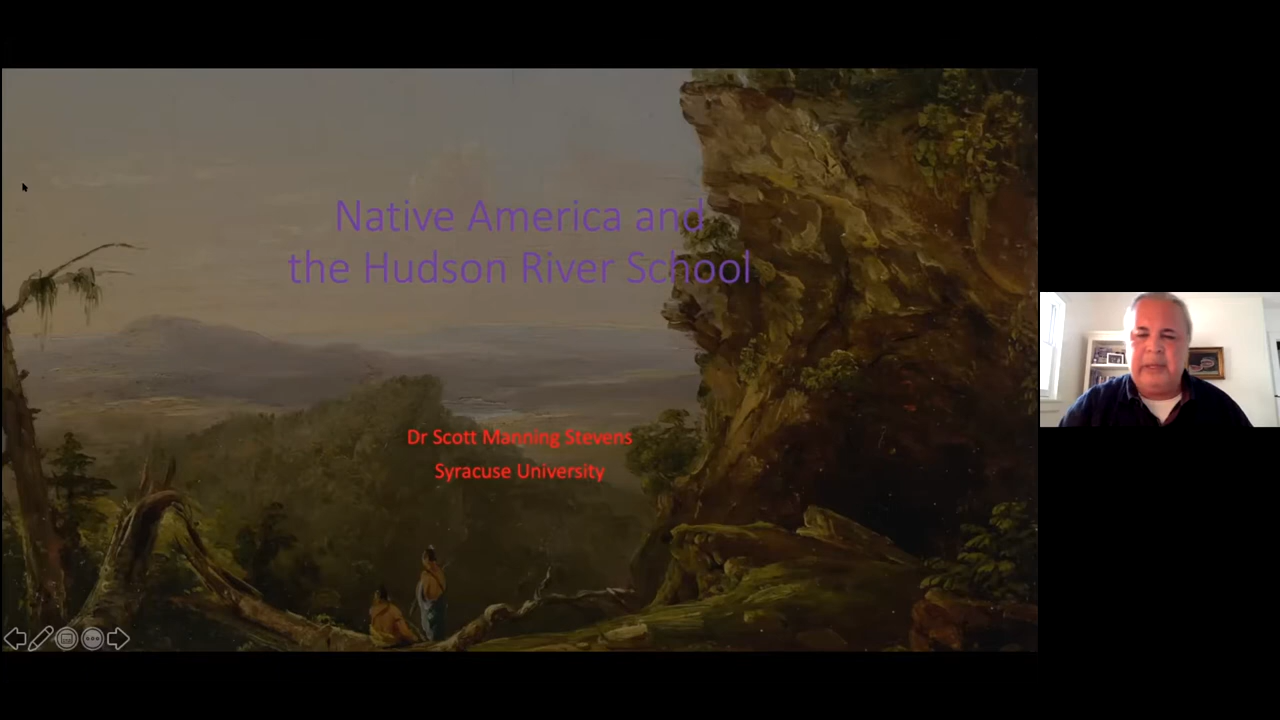 Native America and
the Hudson River School
Dr Scott Manning Stevens
Syracuse University